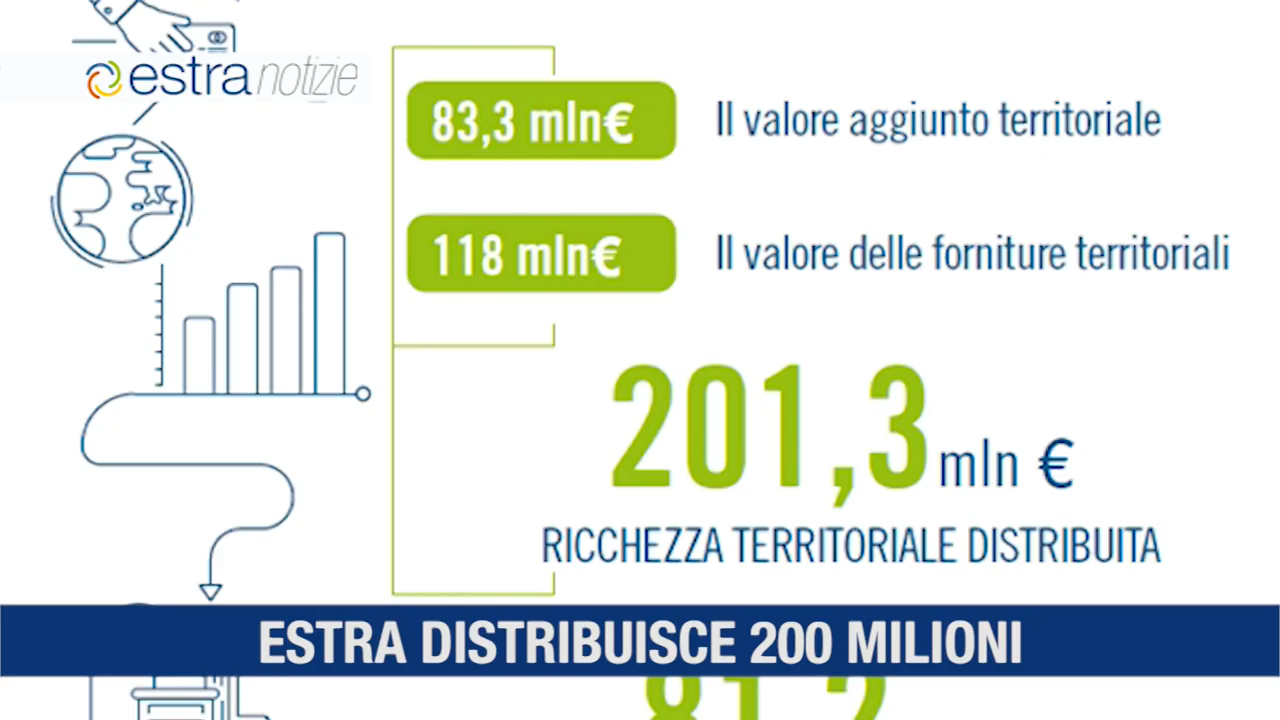 estra notizie
83,3 mln€
Il valore aggiunto territoriale
118 mln€
Il valore delle forniture territoriali
201,3 mln €
RICCHEZZA TERRITORIALE DISTRIBUITA
ESTRA DISTRIBUISCE 200 MILIONI